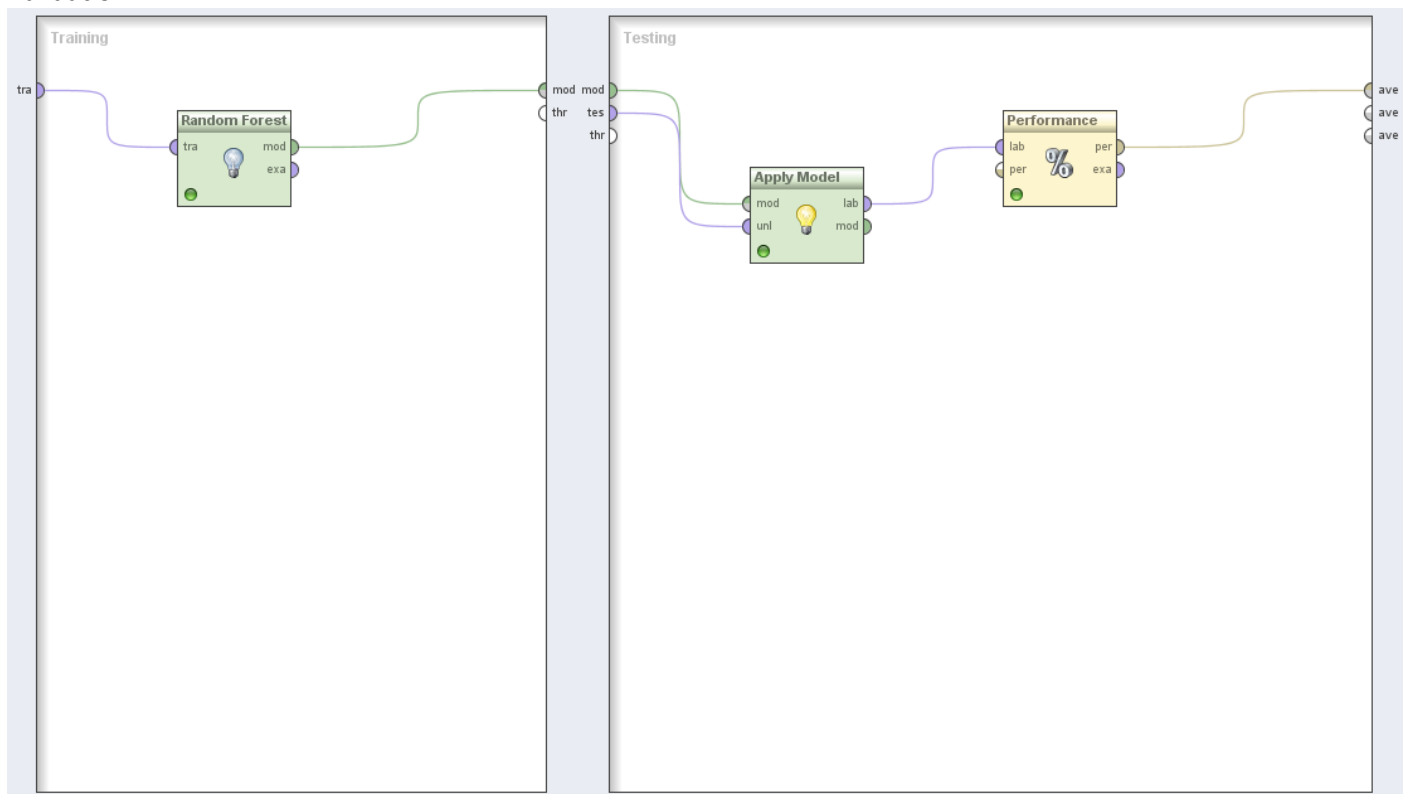 Training
tra
Random Forest
tra mod
exa
mod
thr
Testing
mod
tes
thr
Apply Model
mod lab
unl mod
Performance
lab per
per exa
%
ave
ave
ave